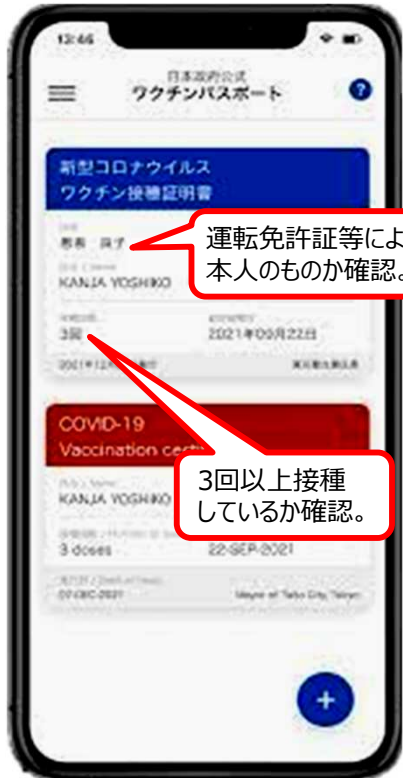 13:46
日本政府公式
ワクチンパスポート
?
新型コロナウイルス
ワクチン接種証明書
良子
運転免許証等によ
本人のものか確認。
KANJA YOSHIKO
3回
2021年09月22日
COVID-19
Vaccination cert
KANJA YOSHIKO
3回以上接種
しているか確認。
3 doses
22-SEP-2021
07-DEC-2021
+